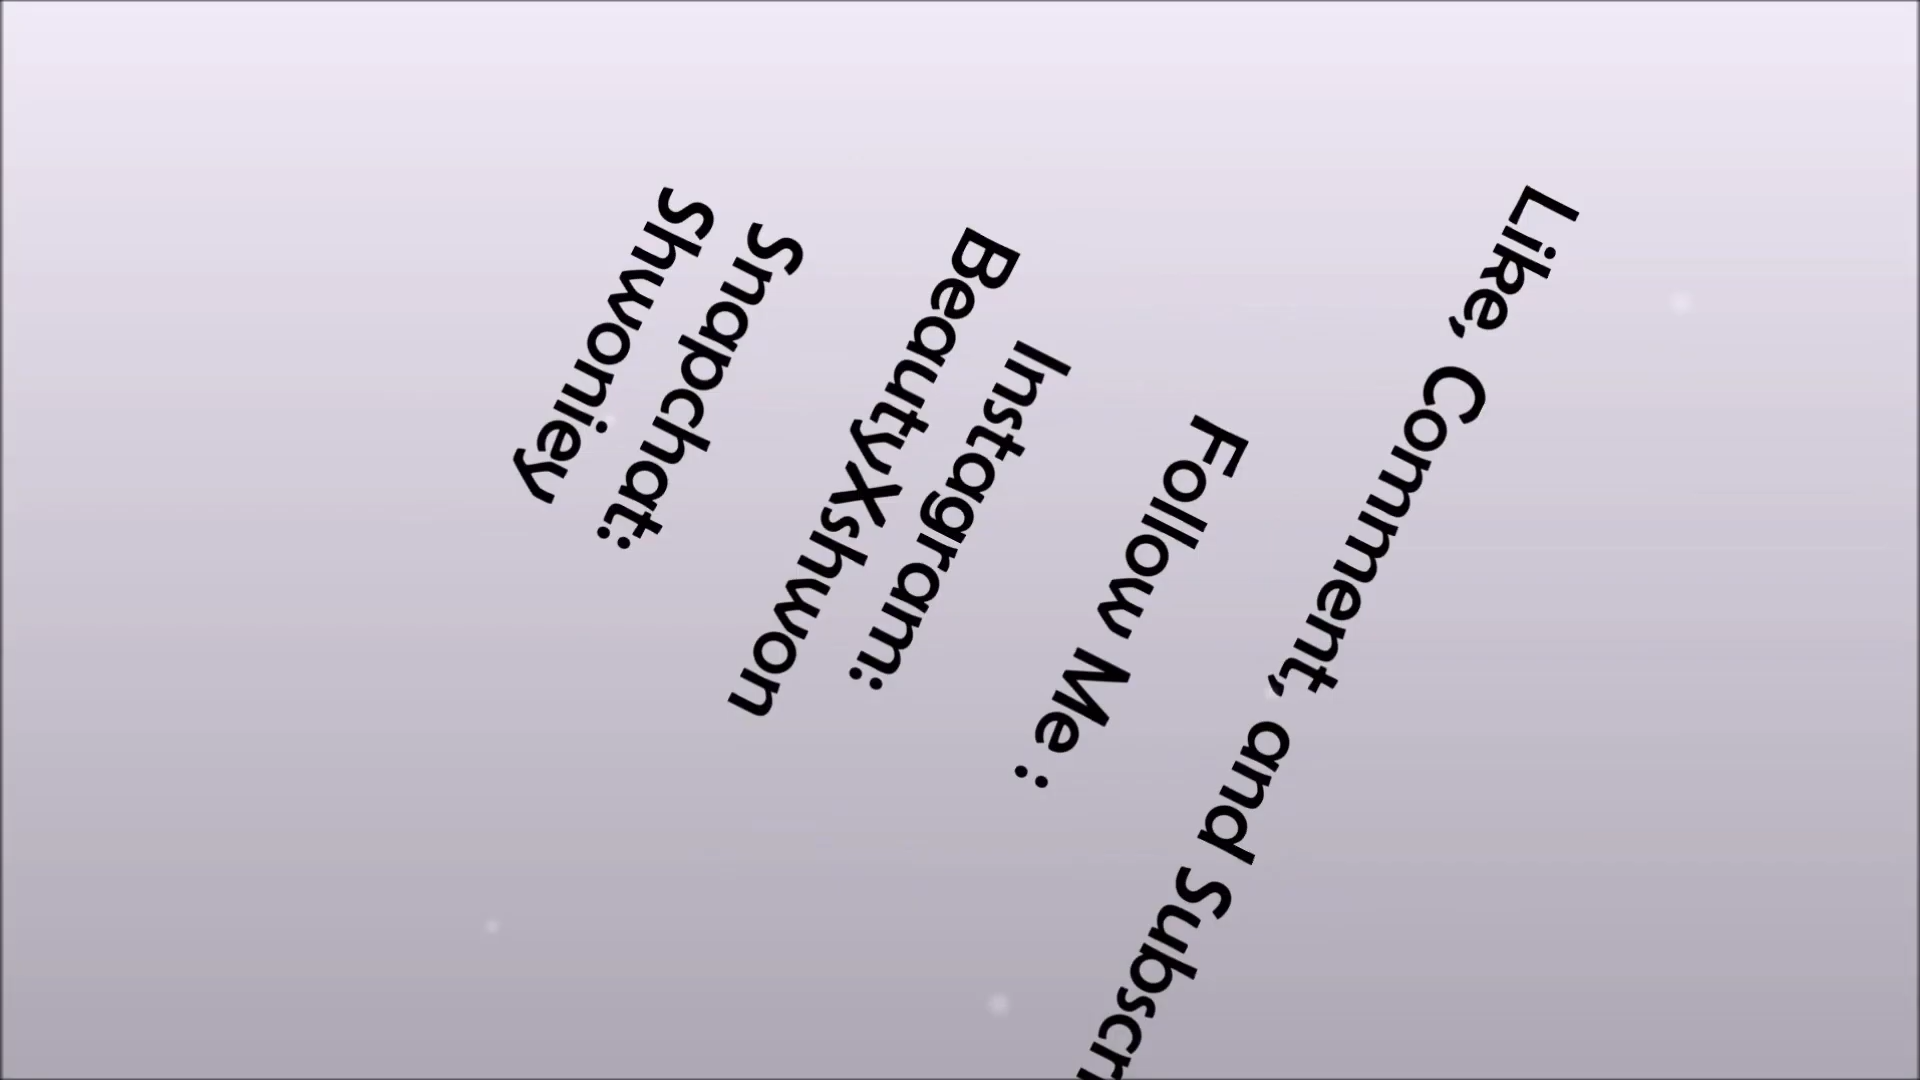 Like, Comment, and Subscr
Follow Me :
Instagram:
BeautyXshwon
Snapchat:
Shwoniey